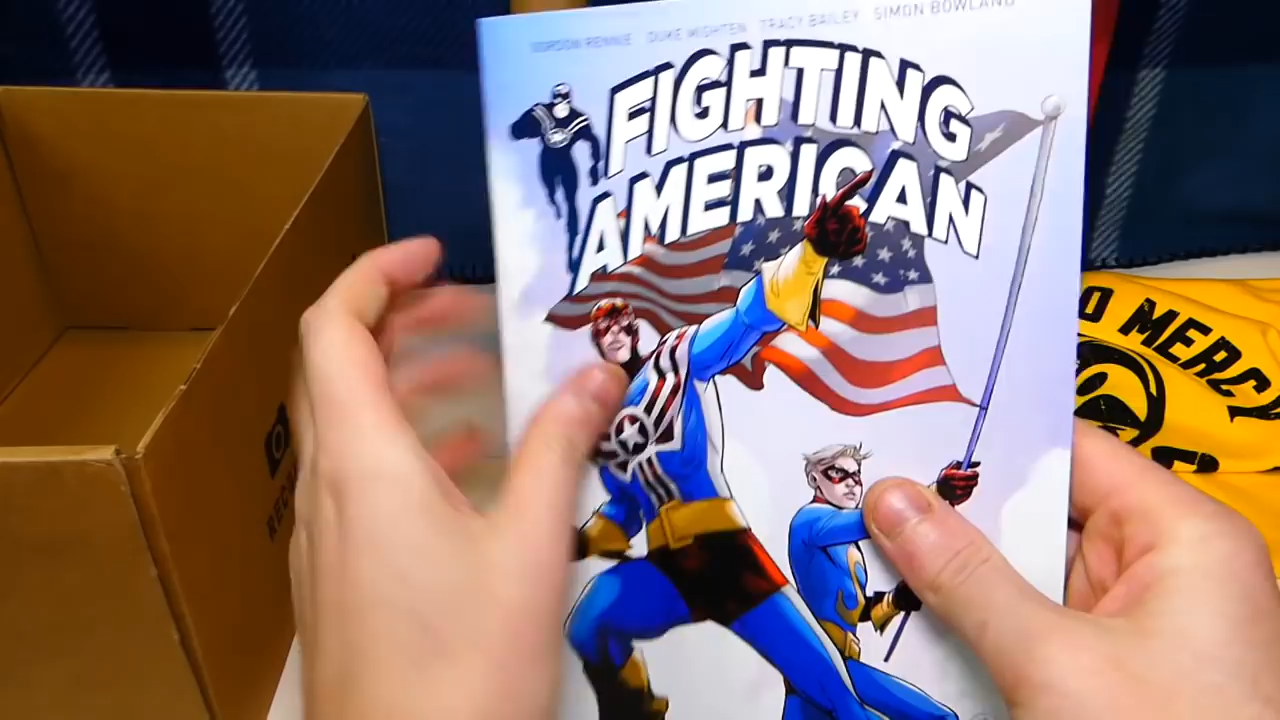 GORDON RENNIE DUKE MIGHTEN TRACY BAILEY SIMON BOWLAND
FIGHTING
AMERICAN
MERCY